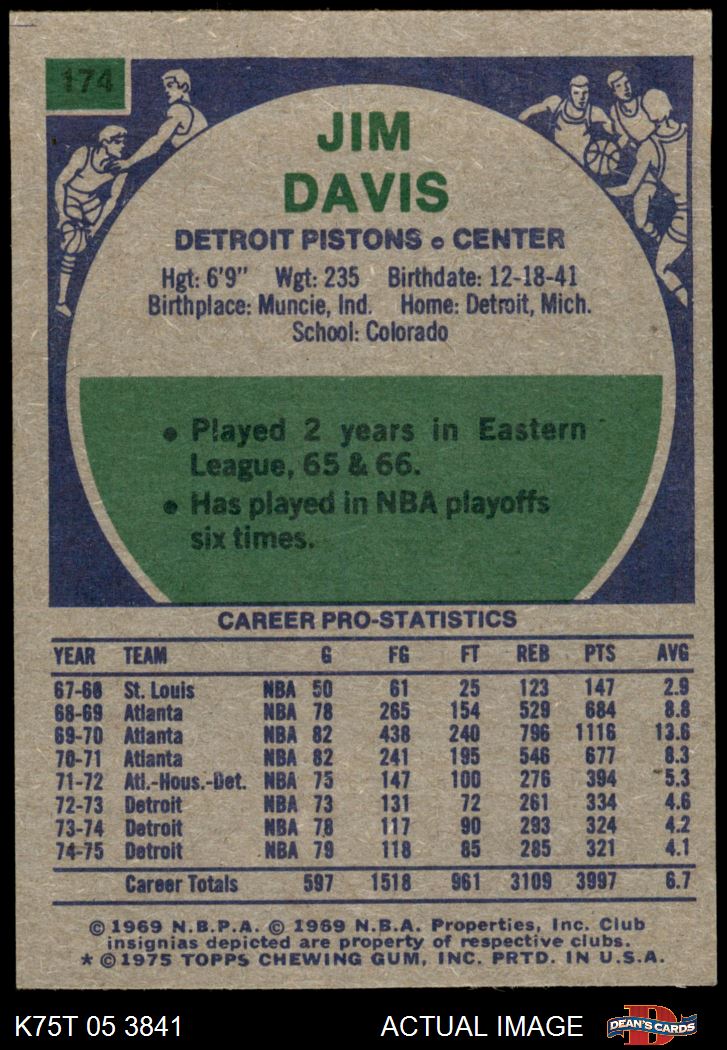 174
JIM
DAVIS
DETROIT PISTONS • CENTER
Hgt: 6'9" Wgt: 235 Birthdate: 12-18-41
Birthplace: Muncie, Ind. Home: Detroit, Mich.
School: Colorado
• Played 2 years in Eastern
League, 65 & 66.
• Has played in NBA playoffs
six times.
CAREER PRO-STATISTICS
YEAR TEAM G FG FT REB PTS AVG
67-68 St. Louis NBA 50 61 25 123 147 2.9
68-69 Atlanta NBA 78 265 154 529 684 8.8
69-70 Atlanta NBA 82 438 240 796 1116 13.6
70-71 Atlanta NBA 82 241 195 546 677 8.3
71-72 Atl.-Hous.-Det. NBA 75 147 100 276 394 5.3
72-73 Detroit NBA 73 131 72 261 334 4.6
73-74 Detroit NBA 78 117 90 293 324 4.2
74-75 Detroit NBA 79 118 85 285 321 4.1
Career Totals 597 1518 961 3109 3997 6.7
© 1969 N.B.P.A. © 1969 N.B.A. Properties, Inc. Club
insignias depicted are property of respective clubs.
* © 1975 TOPPS CHEWING GUM, INC. PRTD. IN U.S.A.
K75T 05 3841 ACTUAL IMAGE DEAN'S CARDS